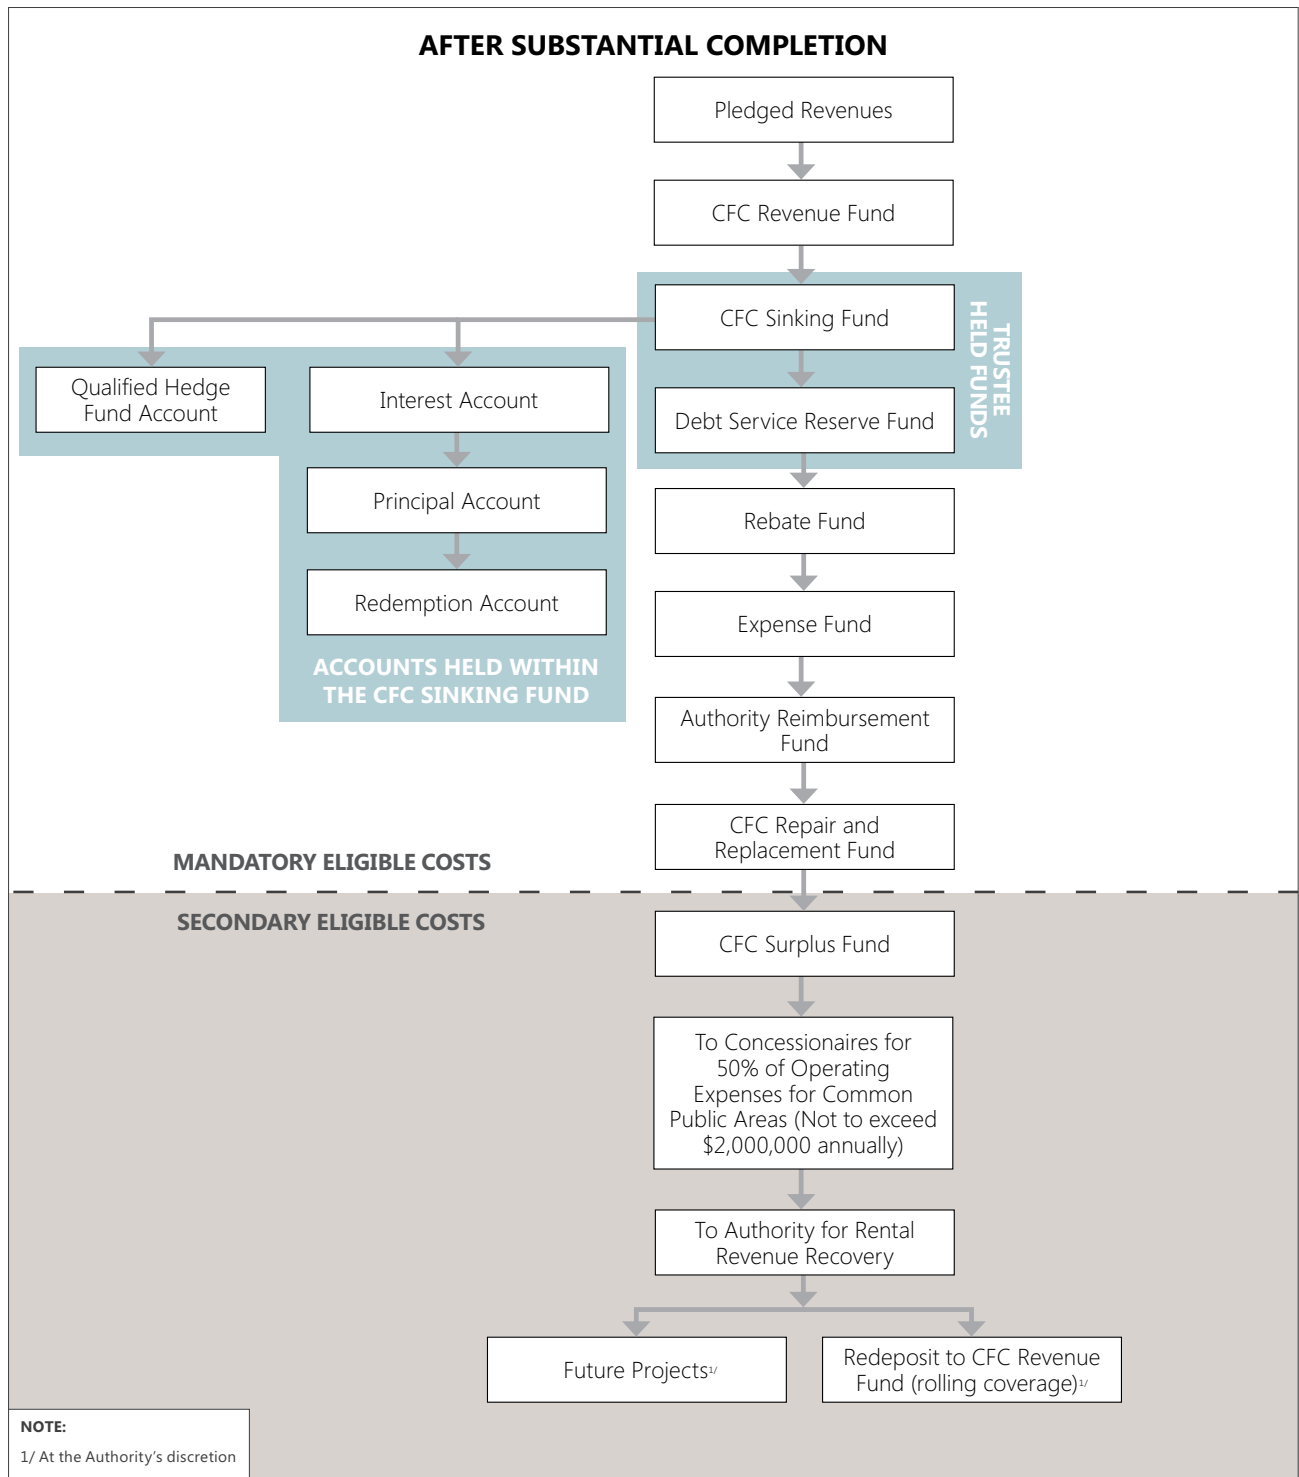 AFTER SUBSTANTIAL COMPLETION
Pledged Revenues
CFC Revenue Fund
CFC Sinking Fund
TRUSTEE
HELD FUNDS
Qualified Hedge
Fund Account
Interest Account
Debt Service Reserve Fund
Principal Account
Rebate Fund
Redemption Account
Expense Fund
ACCOUNTS HELD WITHIN
THE CFC SINKING FUND
Authority Reimbursement
Fund
CFC Repair and
Replacement Fund
MANDATORY ELIGIBLE COSTS
SECONDARY ELIGIBLE COSTS
CFC Surplus Fund
To Concessionaires for
50% of Operating
Expenses for Common
Public Areas (Not to exceed
$2,000,000 annually)
To Authority for Rental
Revenue Recovery
Future Projects1/
Redeposit to CFC Revenue
Fund (rolling coverage)1/
NOTE:
1/ At the Authority’s discretion